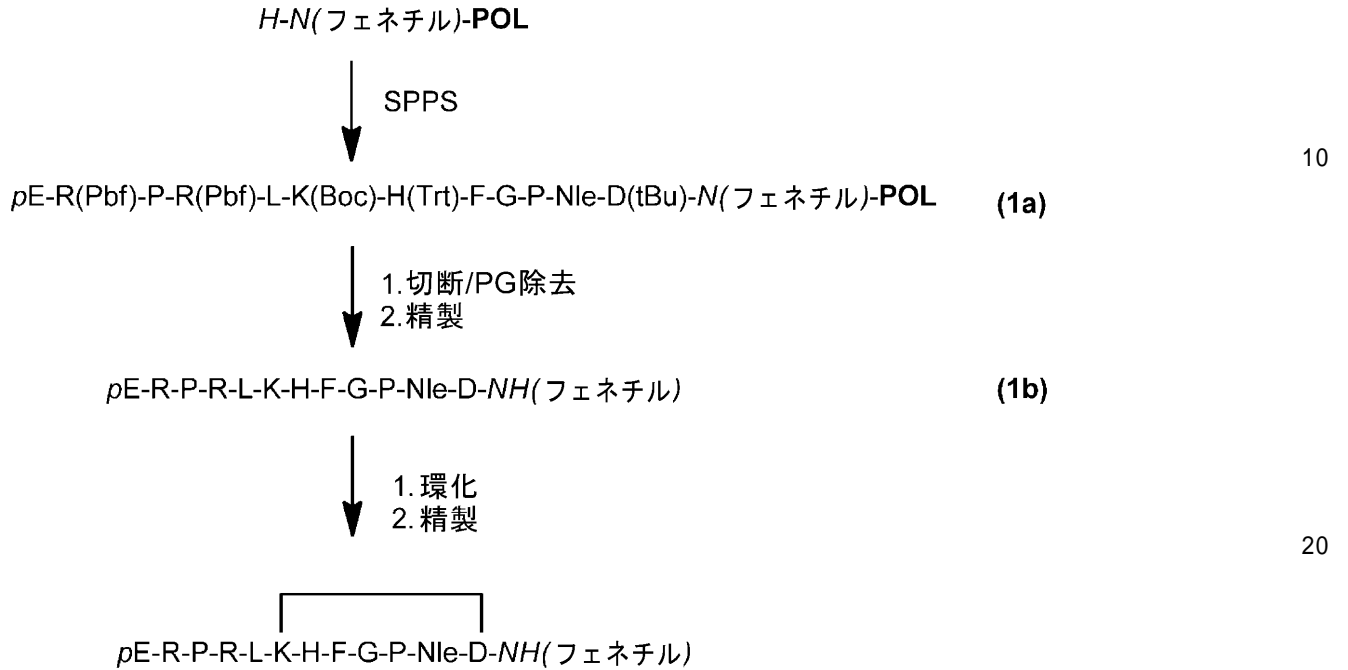 H-N(フェネチル)-POL
SPPS
10
pE-R(Pbf)-P-R(Pbf)-L-K(Boc)-H(Trt)-F-G-P-Nle-D(tBu)-N(フェネチル)-POL (1a)
1.切断/PG除去
2.精製
pE-R-P-R-L-K-H-F-G-P-Nle-D-NH(フェネチル) (1b)
1. 環化
2. 精製
20
pE-R-P-R-L-K-H-F-G-P-Nle-D-NH(フェネチル)